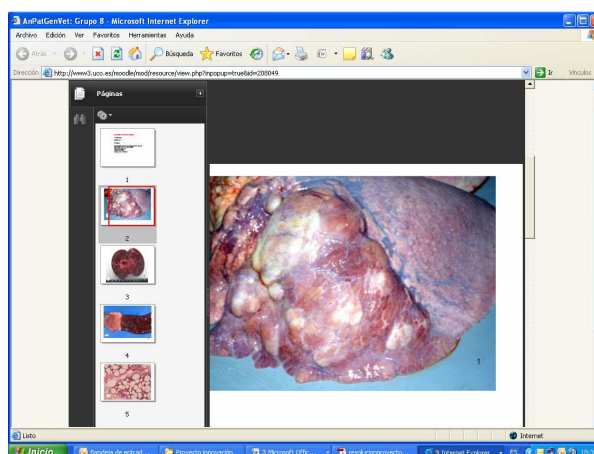 AnPatGenVet: Grupo 8 - Microsoft Internet Explorer
Archivo Edición Ver Favoritos Herramientas Ayuda
Atrás Búsqueda Favoritos
Dirección http://www3.uco.es/moodle/mod/resource/view.php?inpopup=true&id=208049 Ir Vínculos
Páginas
1
2
3
4
5
1
Listo Internet
Inicio Bandeja de entrad... Proyecto innovación 3 Microsoft Offic... resolucionproyecto... 3 Internet Explorer ES